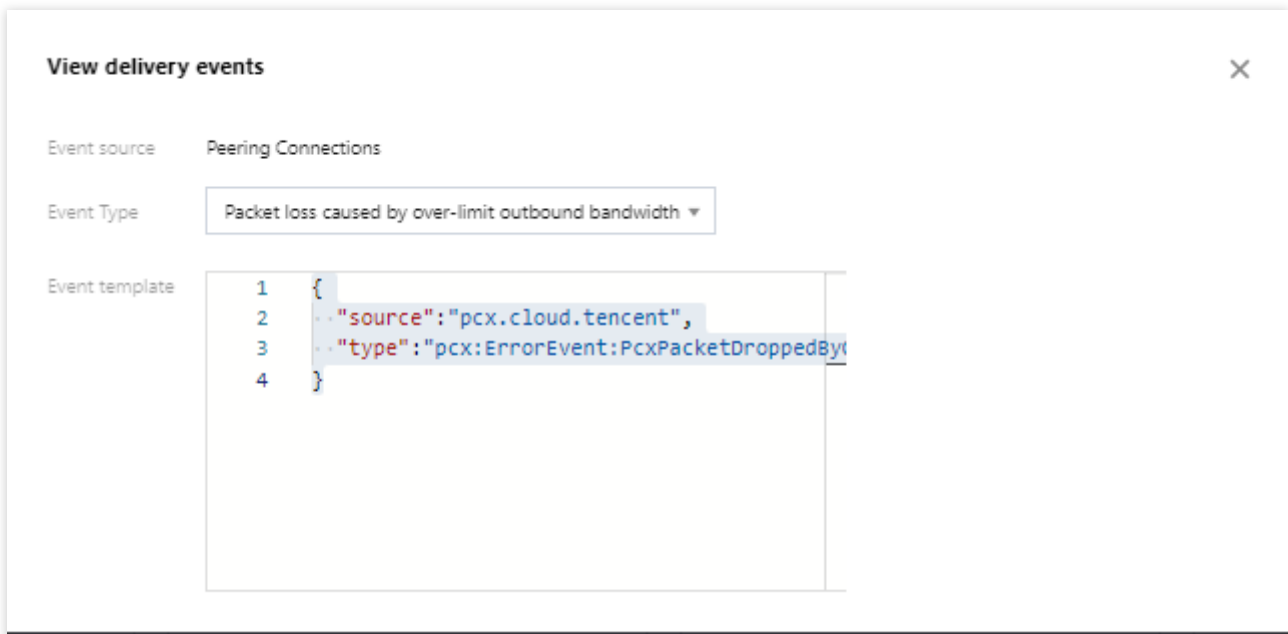 View delivery events
Event source Peering Connections
Event Type Packet loss caused by over-limit outbound bandwidth
Event template
1 {
2 "source":"pcx.cloud.tencent",
3 "type":"pcx:ErrorEvent:PcxPacketDroppedBy
4 }